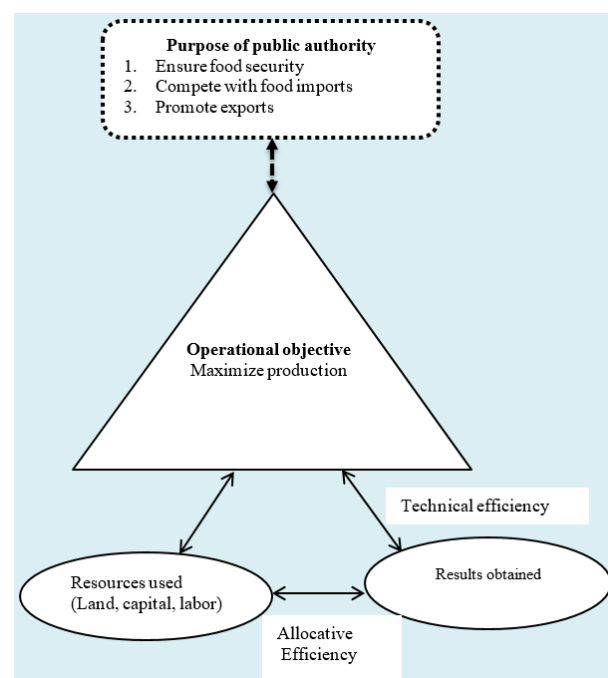 Purpose of public authority
1. Ensure food security
2. Compete with food imports
3. Promote exports
Operational objective
Maximize production
Technical efficiency
Resources used
(Land, capital, labor)
Results obtained
Allocative
Efficiency